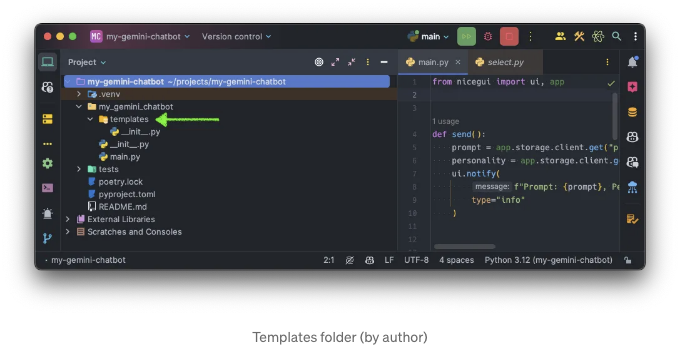 MC my-gemini-chatbot Version control main
Project
my-gemini-chatbot ~/projects/my-gemini-chatbot
.venv
my_gemini_chatbot
templates
__init__.py
__init__.py
main.py
tests
poetry.lock
pyproject.toml
README.md
External Libraries
Scratches and Consoles
main.py select.py
1 from nicegui import ui, app
2
3
1 usage
4 def send():
5 prompt = app.storage.client.get("p
6 personality = app.storage.client.g
7 ui.notify(
8 message: f"Prompt: {prompt}, Pe
9 type="info"
10 )
11
my-gemini-chatbot 2:1 LF UTF-8 4 spaces Python 3.12 (my-gemini-chatbot)
Templates folder (by author)